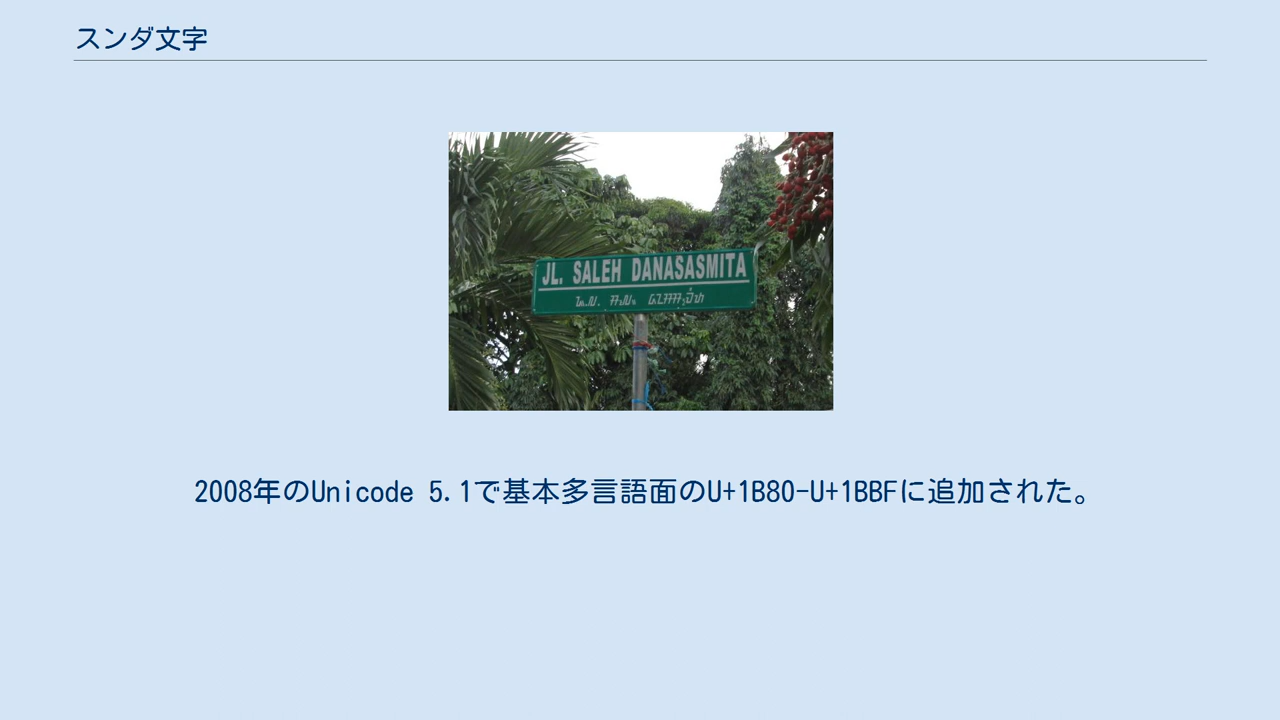 スンダ文字
JL. SALEH DANASASMITA
2008年のUnicode 5.1で基本多言語面のU+1B80-U+1BBFに追加された。